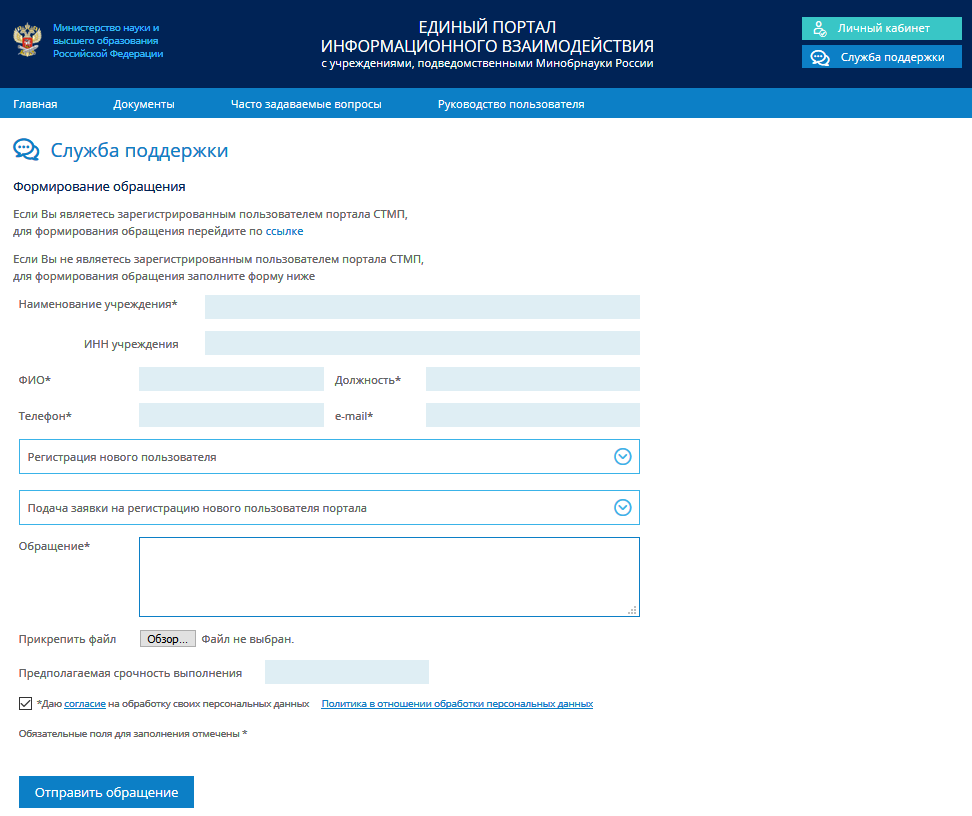 Министерство науки и
высшего образования
Российской Федерации
ЕДИНЫЙ ПОРТАЛ
ИНФОРМАЦИОННОГО ВЗАИМОДЕЙСТВИЯ
с учреждениями, подведомственными Минобрнауки России
Личный кабинет
Служба поддержки
Главная Документы Часто задаваемые вопросы Руководство пользователя
Служба поддержки
Формирование обращения
Если Вы являетесь зарегистрированным пользователем портала СТМП,
для формирования обращения перейдите по ссылке
Если Вы не являетесь зарегистрированным пользователем портала СТМП,
для формирования обращения заполните форму ниже
Наименование учреждения*
ИНН учреждения
ФИО* Должность*
Телефон* e-mail*
Регистрация нового пользователя
Подача заявки на регистрацию нового пользователя портала
Обращение*
Прикрепить файл Обзор... Файл не выбран.
Предполагаемая срочность выполнения
*Даю согласие на обработку своих персональных данных Политика в отношении обработки персональных данных
Обязательные поля для заполнения отмечены *
Отправить обращение